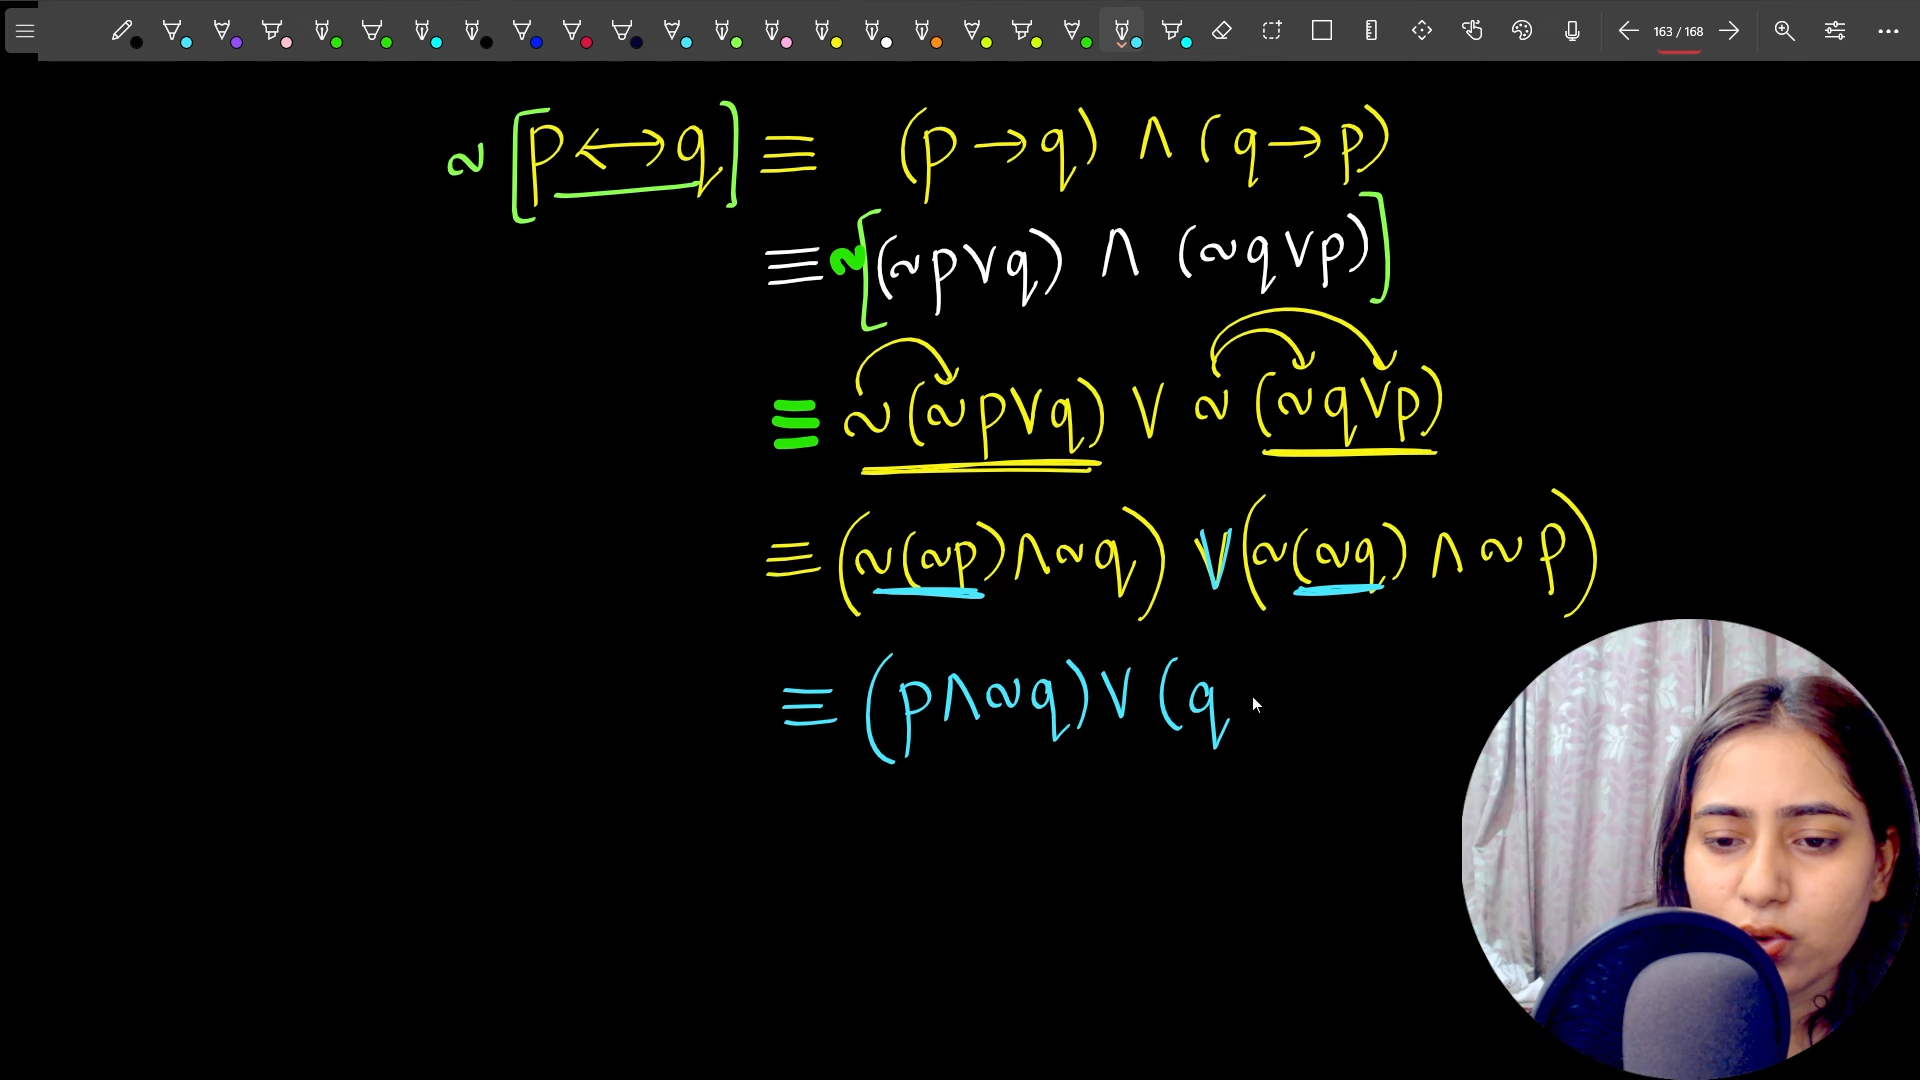 163 / 168
~ [p ↔ q] ≡ (p → q) ∧ (q → p)
≡ ~[(~p∨q) ∧ (~q∨p)]
≡ ~(~p∨q) ∨ ~(~q∨p)
≡ (~(~p)∧~q) ∨ (~(~q) ∧ ~p)
≡ (p∧~q) ∨ (q